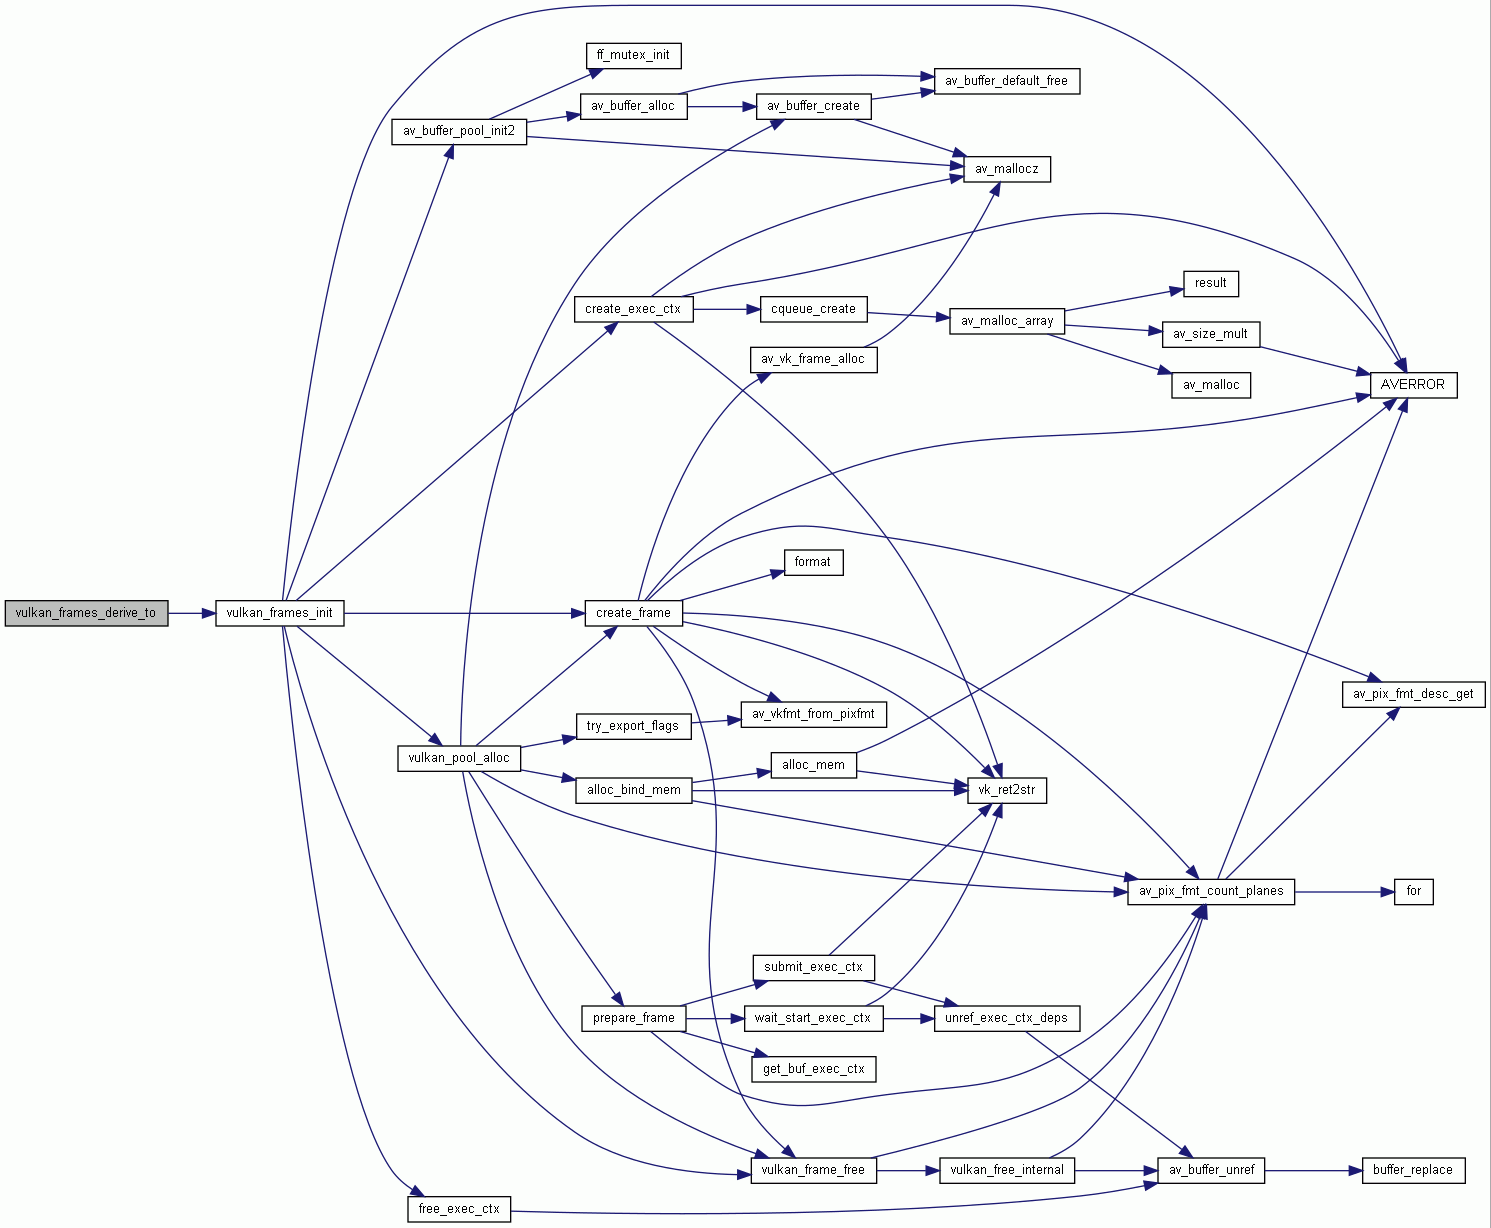 ff_mutex_init
av_buffer_default_free
av_buffer_alloc
av_buffer_create
av_buffer_pool_init2
av_mallocz
result
create_exec_ctx
cqueue_create
av_malloc_array
av_size_mult
av_vk_frame_alloc
av_malloc
AVERROR
format
vulkan_frames_derive_to
vulkan_frames_init
create_frame
av_pix_fmt_desc_get
av_vkfmt_from_pixfmt
try_export_flags
vulkan_pool_alloc
alloc_mem
alloc_bind_mem
vk_ret2str
av_pix_fmt_count_planes
for
submit_exec_ctx
prepare_frame
wait_start_exec_ctx
unref_exec_ctx_deps
get_buf_exec_ctx
vulkan_frame_free
vulkan_free_internal
av_buffer_unref
buffer_replace
free_exec_ctx